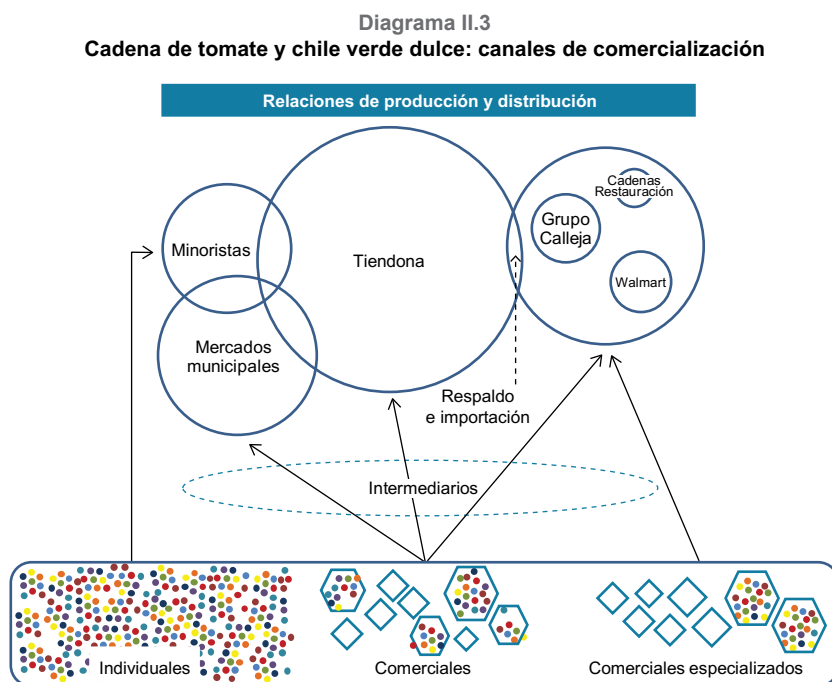 Diagrama II.3
Cadena de tomate y chile verde dulce: canales de comercialización
Relaciones de producción y distribución
Minoristas
Tiendona
Mercados
municipales
Cadenas
Restauración
Grupo
Calleja
Walmart
Respaldo
e importación
Intermediarios
Individuales
Comerciales
Comerciales especializados